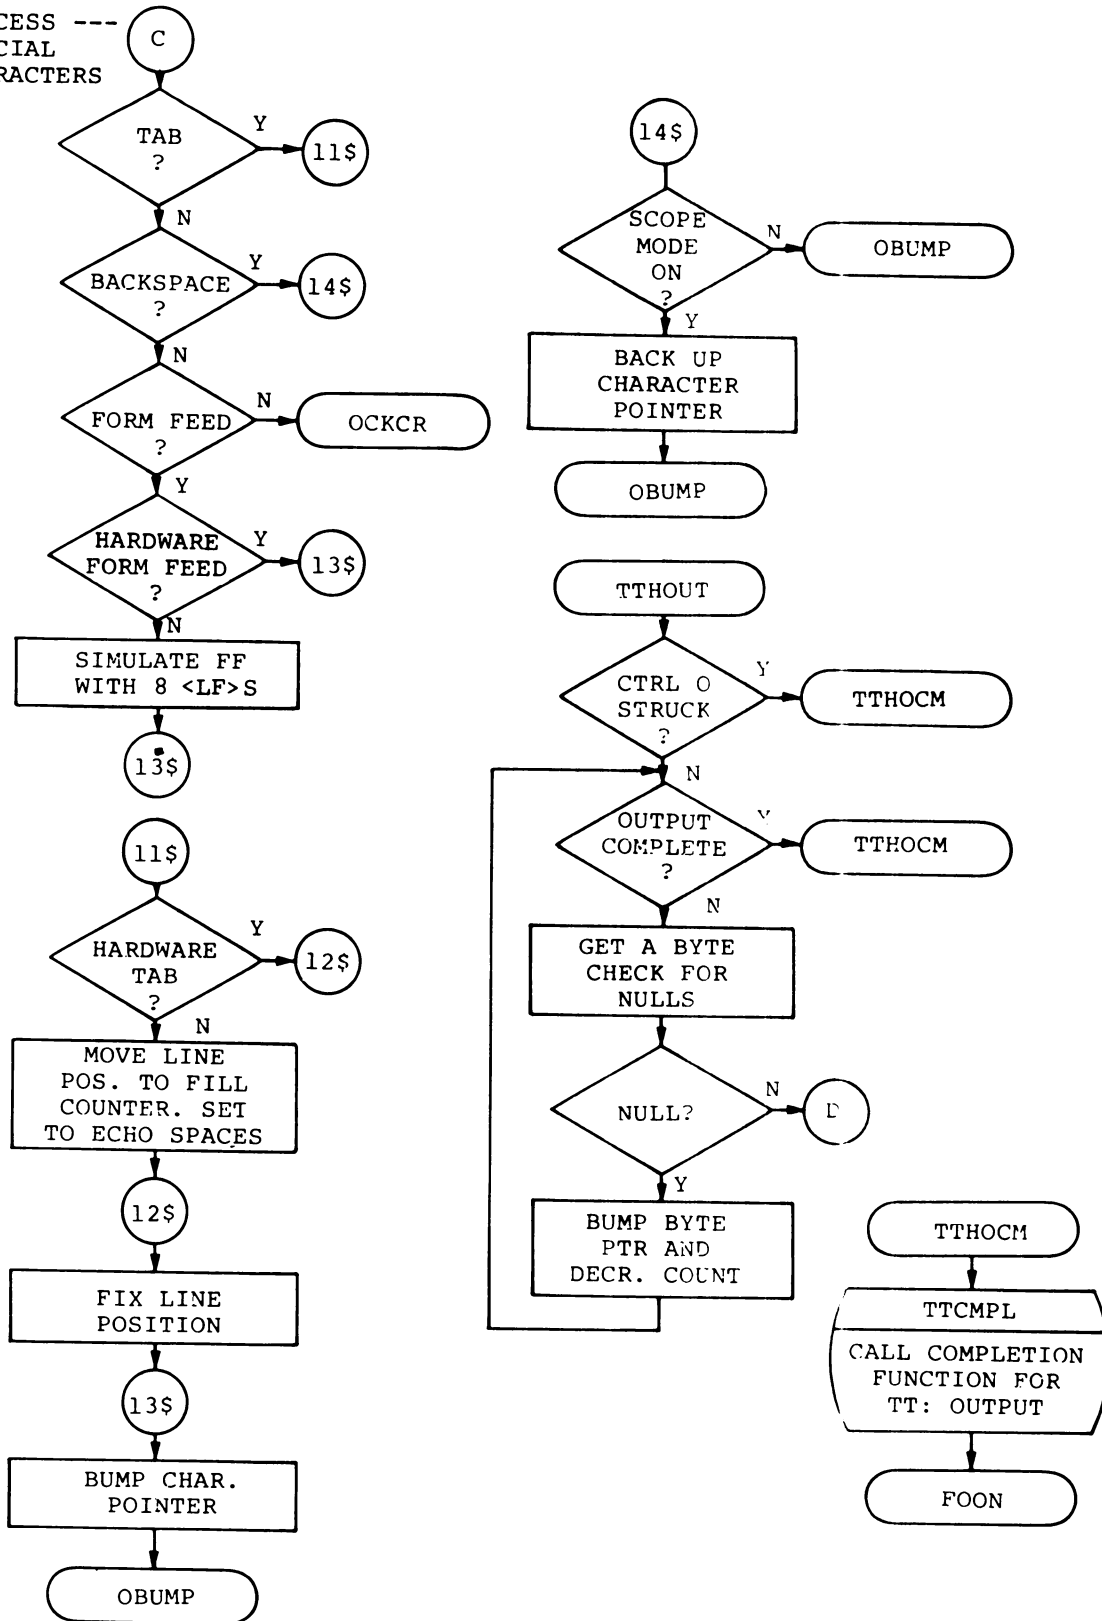 CESS ---
CIAL
RACTERS
C
TAB
?
Y
11$
N
BACKSPACE
?
Y
14$
N
FORM FEED
?
N
OCKCR
Y
HARDWARE
FORM FEED
?
Y
13$
N
SIMULATE FF
WITH 8 <LF>S
13$
11$
HARDWARE
TAB
?
Y
12$
N
MOVE LINE
POS. TO FILL
COUNTER. SET
TO ECHO SPACES
12$
FIX LINE
POSITION
13$
BUMP CHAR.
POINTER
OBUMP
14$
SCOPE
MODE
ON
?
N
OBUMP
Y
BACK UP
CHARACTER
POINTER
OBUMP
TTHOUT
CTRL O
STRUCK
?
Y
TTHOCM
N
OUTPUT
COMPLETE
?
Y
TTHOCM
N
GET A BYTE
CHECK FOR
NULLS
NULL?
N
D
Y
BUMP BYTE
PTR AND
DECR. COUNT
TTHOCM
TTCMPL
CALL COMPLETION
FUNCTION FOR
TT: OUTPUT
FOON